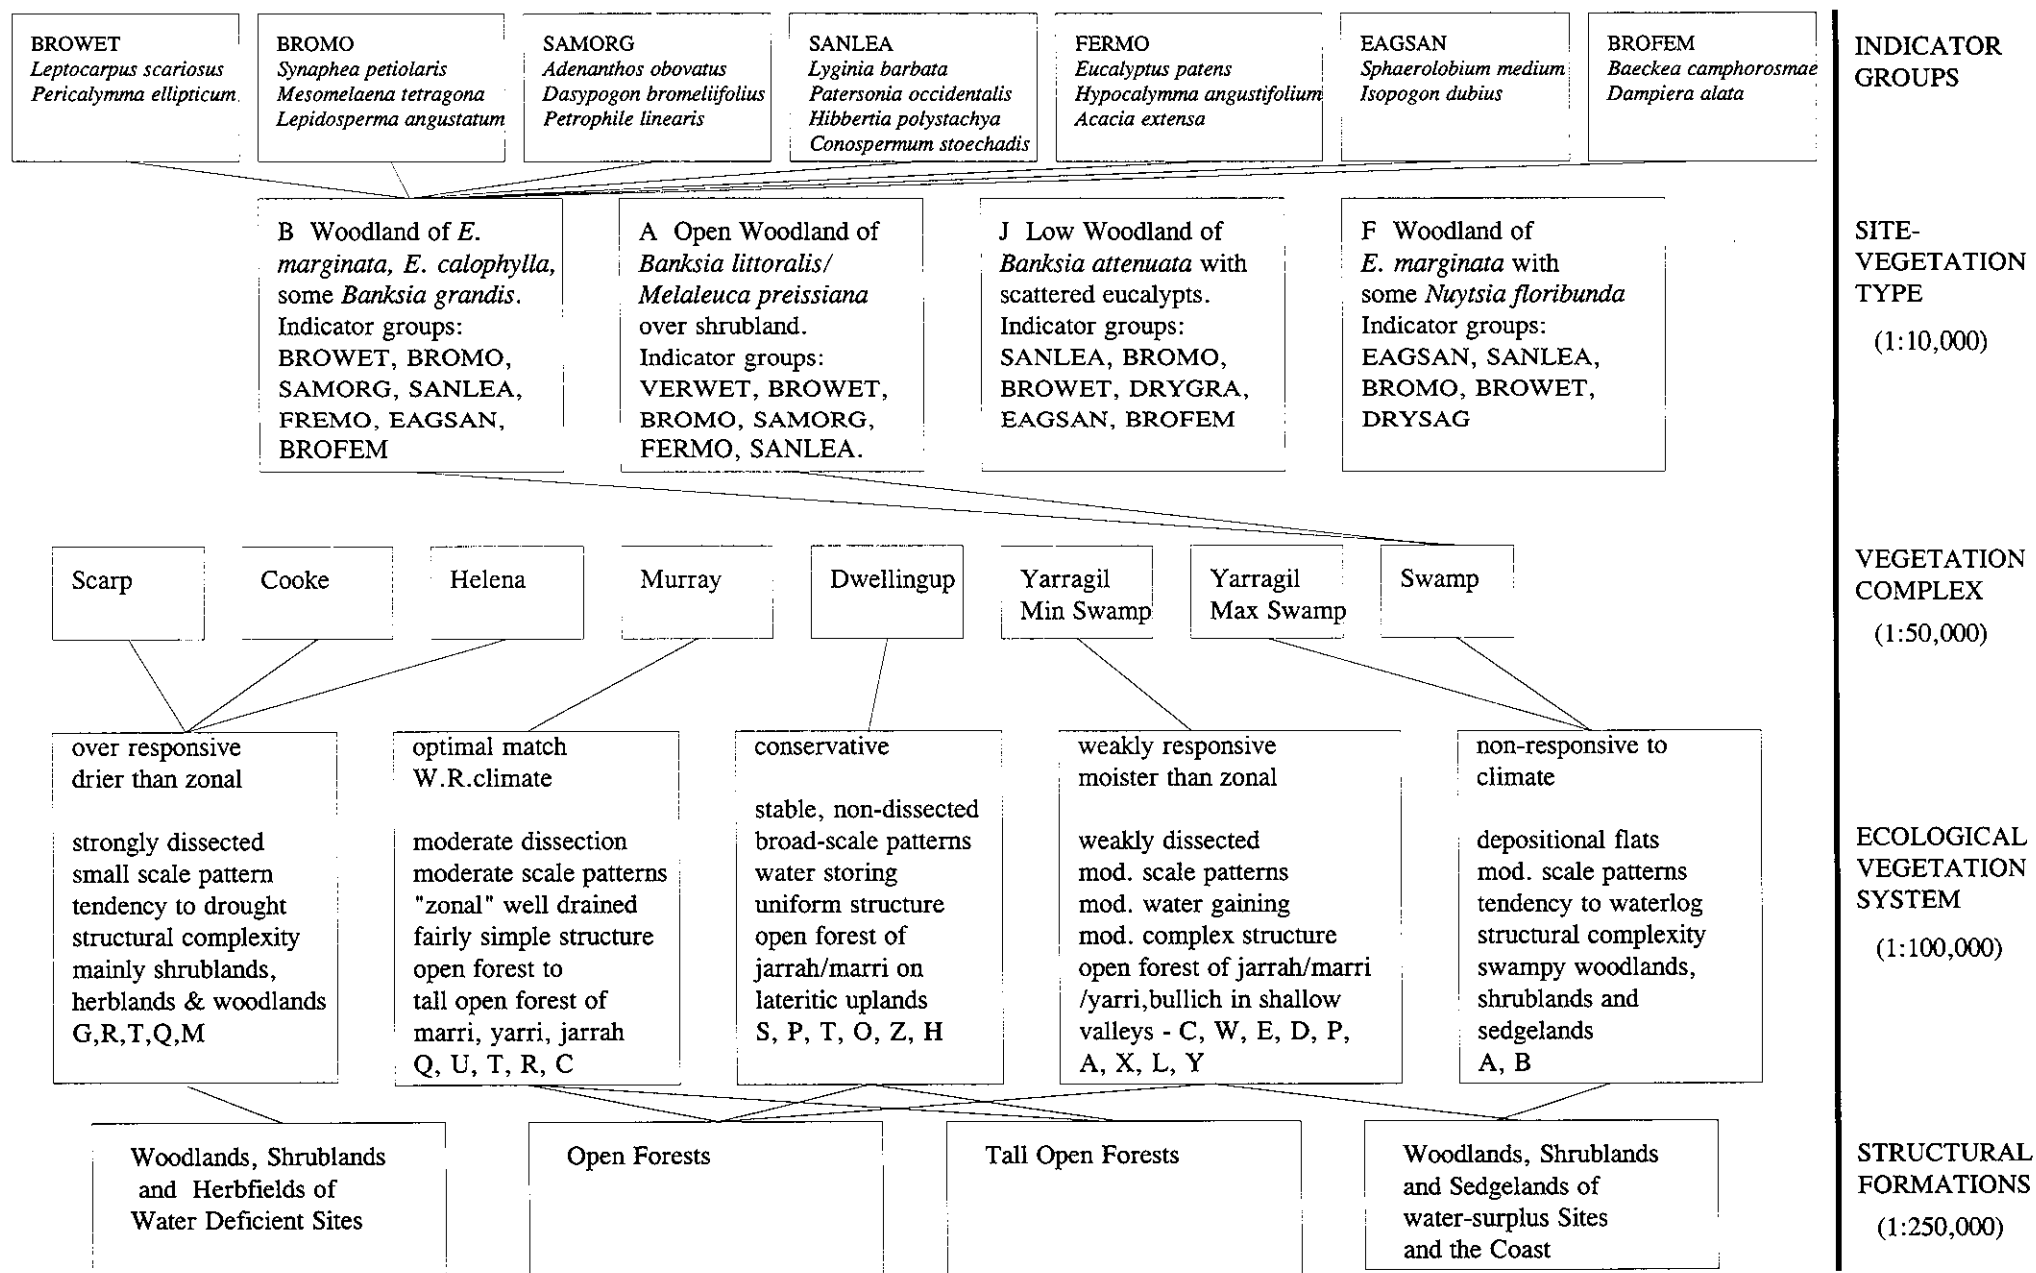 BROWET
Leptocarpus scariosus
Pericalymma ellipticum
BROMO
Synaphea petiolaris
Mesomelaena tetragona
Lepidosperma angustatum
SAMORG
Adenanthos obovatus
Dasypogon bromeliifolius
Petrophile linearis
SANLEA
Lyginia barbata
Patersonia occidentalis
Hibbertia polystachya
Conospermum stoechadis
FERMO
Eucalyptus patens
Hypocalymma angustifolium
Acacia extensa
EAGSAN
Sphaerolobium medium
Isopogon dubius
BROFEM
Baeckea camphorosmae
Dampiera alata
INDICATOR
GROUPS
B Woodland of E.
marginata, E. calophylla,
some Banksia grandis.
Indicator groups:
BROWET, BROMO,
SAMORG, SANLEA,
FREMO, EAGSAN,
BROFEM
A Open Woodland of
Banksia littoralis/
Melaleuca preissiana
over shrubland.
Indicator groups:
VERWET, BROWET,
BROMO, SAMORG,
FERMO, SANLEA.
J Low Woodland of
Banksia attenuata with
scattered eucalypts.
Indicator groups:
SANLEA, BROMO,
BROWET, DRYGRA,
EAGSAN, BROFEM
F Woodland of
E. marginata with
some Nuytsia floribunda
Indicator groups:
EAGSAN, SANLEA,
BROMO, BROWET,
DRYSAG
SITE-
VEGETATION
TYPE
(1:10,000)
Scarp
Cooke
Helena
Murray
Dwellingup
Yarragil
Min Swamp
Yarragil
Max Swamp
Swamp
VEGETATION
COMPLEX
(1:50,000)
over responsive
drier than zonal
strongly dissected
small scale pattern
tendency to drought
structural complexity
mainly shrublands,
herblands & woodlands
G,R,T,Q,M
optimal match
W.R.climate
moderate dissection
moderate scale patterns
"zonal" well drained
fairly simple structure
open forest to
tall open forest of
marri, yarri, jarrah
Q, U, T, R, C
conservative
stable, non-dissected
broad-scale patterns
water storing
uniform structure
open forest of
jarrah/marri on
lateritic uplands
S, P, T, O, Z, H
weakly responsive
moister than zonal
weakly dissected
mod. scale patterns
mod. water gaining
mod. complex structure
open forest of jarrah/marri
/yarri,bullich in shallow
valleys - C, W, E, D, P,
A, X, L, Y
non-responsive to
climate
depositional flats
mod. scale patterns
tendency to waterlog
structural complexity
swampy woodlands,
shrublands and
sedgelands
A, B
ECOLOGICAL
VEGETATION
SYSTEM
(1:100,000)
Woodlands, Shrublands
and Herbfields of
Water Deficient Sites
Open Forests
Tall Open Forests
Woodlands, Shrublands
and Sedgelands of
water-surplus Sites
and the Coast
STRUCTURAL
FORMATIONS
(1:250,000)